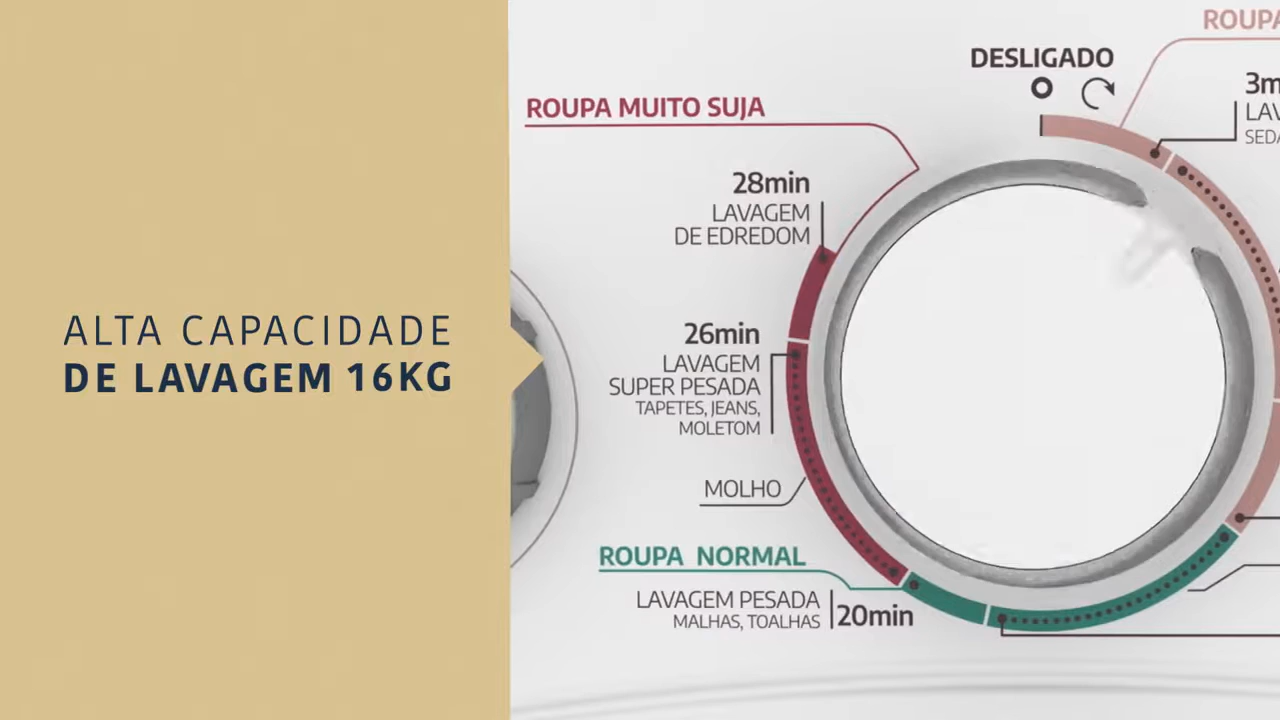 ALTA CAPACIDADE
DE LAVAGEM 16KG
ROUPA
DESLIGADO
ROUPA MUITO SUJA
28min
LAVAGEM
DE EDREDOM
26min
LAVAGEM
SUPER PESADA
TAPETES, JEANS,
MOLETOM
MOLHO
ROUPA NORMAL
LAVAGEM PESADA
MALHAS, TOALHAS
20min